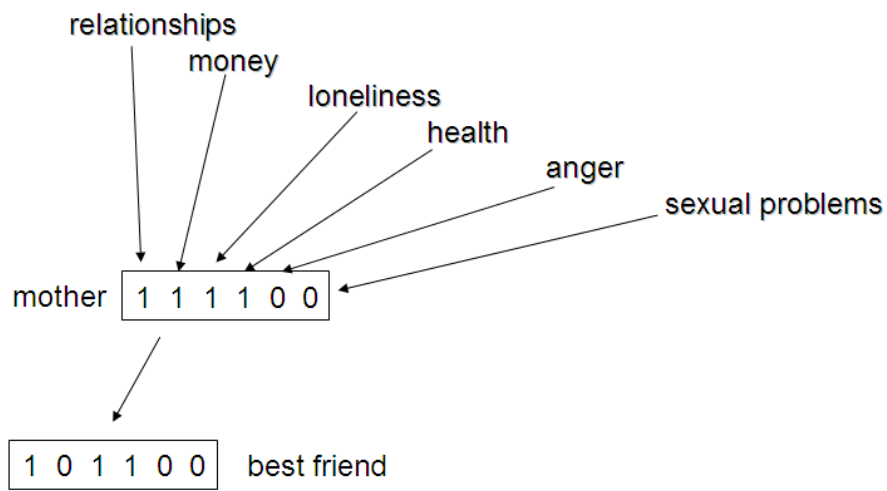 relationships
money
loneliness
health
anger
sexual problems
mother 1 1 1 1 0 0
1 0 1 1 0 0 best friend